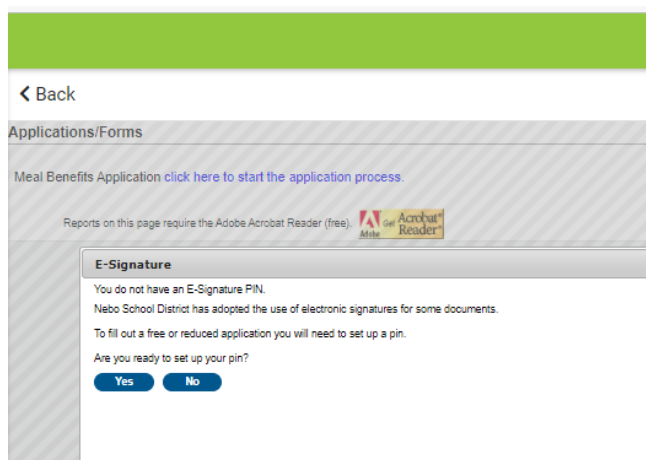 Back
Applications/Forms
Meal Benefits Application click here to start the application process.
Reports on this page require the Adobe Acrobat Reader (free). Adobe Get Acrobat® Reader®
E-Signature
You do not have an E-Signature PIN.
Nebo School District has adopted the use of electronic signatures for some documents.
To fill out a free or reduced application you will need to set up a pin.
Are you ready to set up your pin?
Yes No